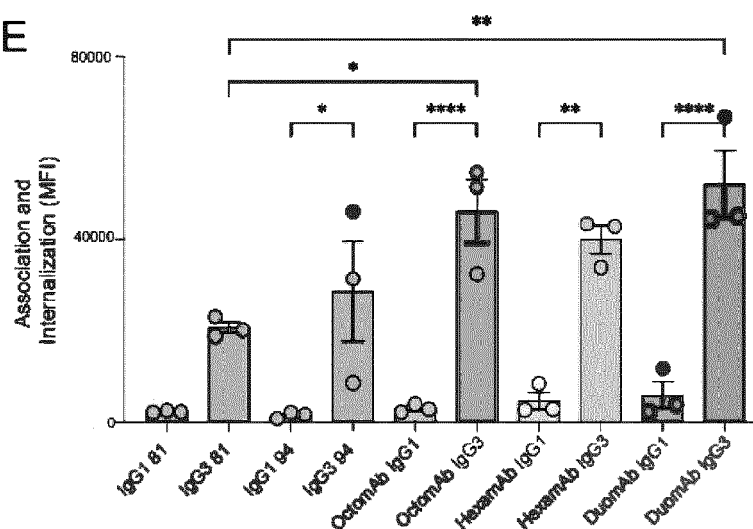 E
**
80000
*
*
****
**
****
Association and
Internalization (MFI)
40000
0
IgG1 81
IgG3 81
IgG1 94
IgG3 94
OctomAb IgG1
OctomAb IgG3
HexamAb IgG1
HexamAb IgG3
DuomAb IgG1
DuomAb IgG3